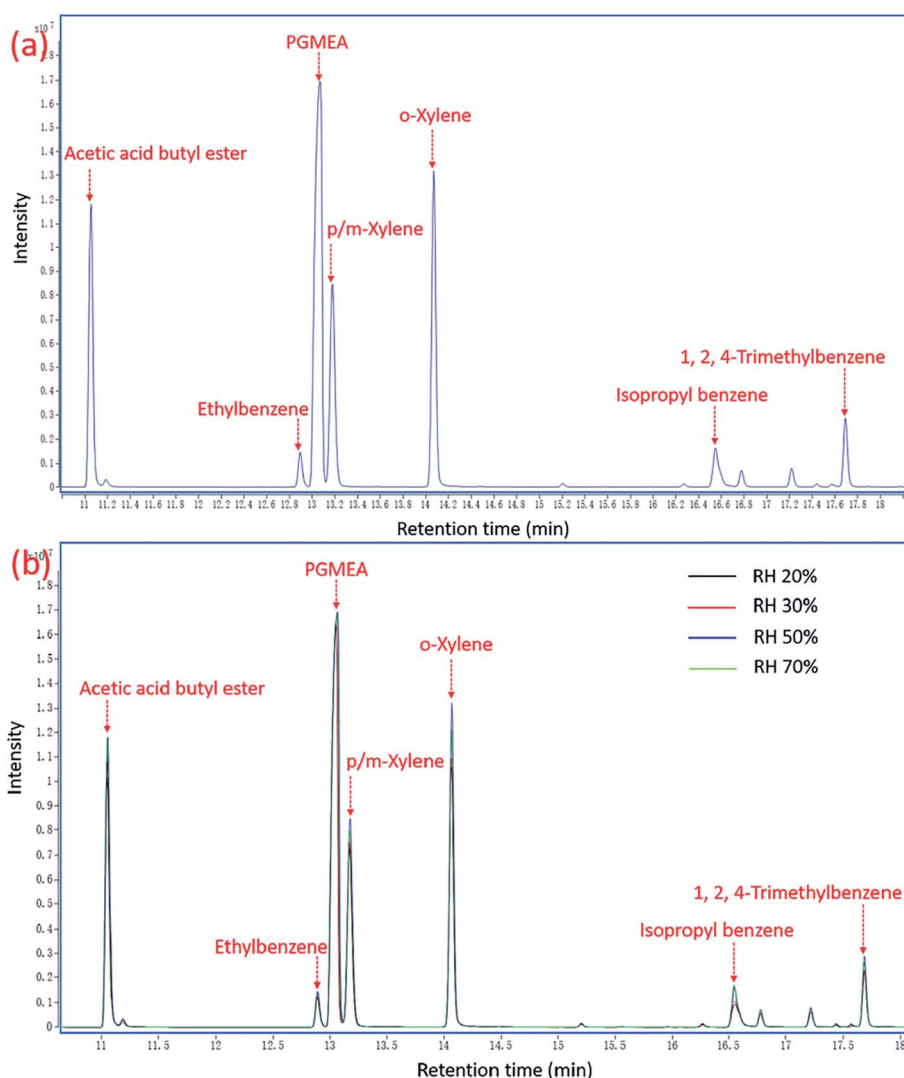 x10⁷
(a)
PGMEA
o-Xylene
Acetic acid butyl ester
p/m-Xylene
1, 2, 4-Trimethylbenzene
Isopropyl benzene
Ethylbenzene
Intensity
1.8
1.7
1.6
1.5
1.4
1.3
1.2
1.1
1
0.9
0.8
0.7
0.6
0.5
0.4
0.3
0.2
0.1
0
11 11.2 11.4 11.6 11.8 12 12.2 12.4 12.6 12.8 13 13.2 13.4 13.6 13.8 14 14.2 14.4 14.6 14.8 15 15.2 15.4 15.6 15.8 16 16.2 16.4 16.6 16.8 17 17.2 17.4 17.6 17.8 18
Retention time (min)
x10⁷
(b)
PGMEA
RH 20%
RH 30%
RH 50%
RH 70%
o-Xylene
Acetic acid butyl ester
p/m-Xylene
1, 2, 4-Trimethylbenzene
Isopropyl benzene
Ethylbenzene
Intensity
1.8
1.7
1.6
1.5
1.4
1.3
1.2
1.1
1
0.9
0.8
0.7
0.6
0.5
0.4
0.3
0.2
0.1
0
11 11.5 12 12.5 13 13.5 14 14.5 15 15.5 16 16.5 17 17.5 18
Retention time (min)